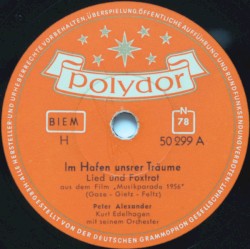 polydor
BIEM
H
N
78
50 299 A
Im Hafen unsrer Träume
Lied und Foxtrot
aus dem Film „Musikparade 1956"
(Gaze - Gietz - Feltz)
Peter Alexander
Kurt Edelhagen
mit seinem Orchester